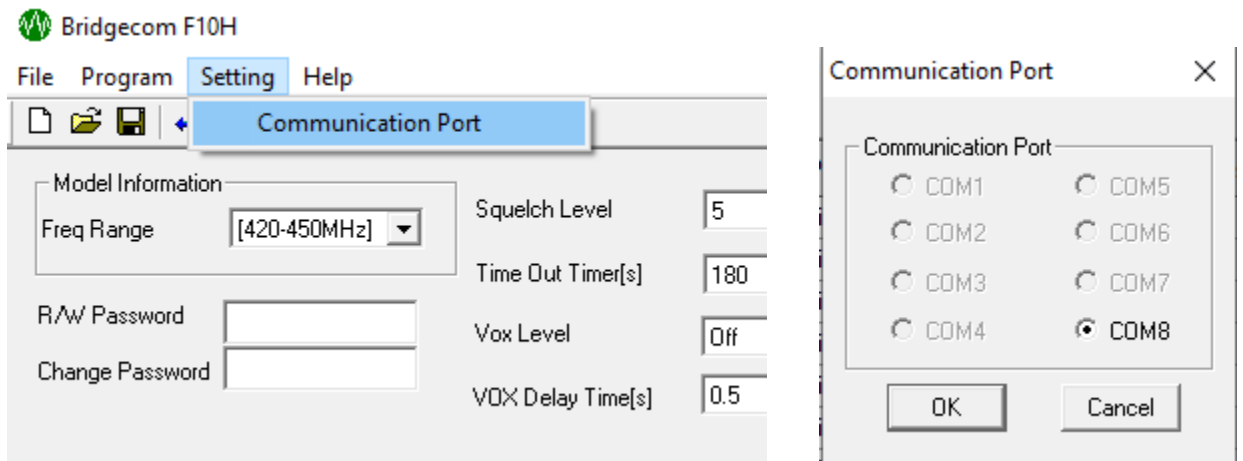 Bridgecom F10H
File Program Setting Help
Communication Port
Model Information
Freq Range [420-450MHz]
R/W Password
Change Password
Squelch Level 5
Time Out Timer[s] 180
Vox Level Off
VOX Delay Time[s] 0.5
Communication Port
Communication Port
COM1 COM5
COM2 COM6
COM3 COM7
COM4 COM8
OK Cancel